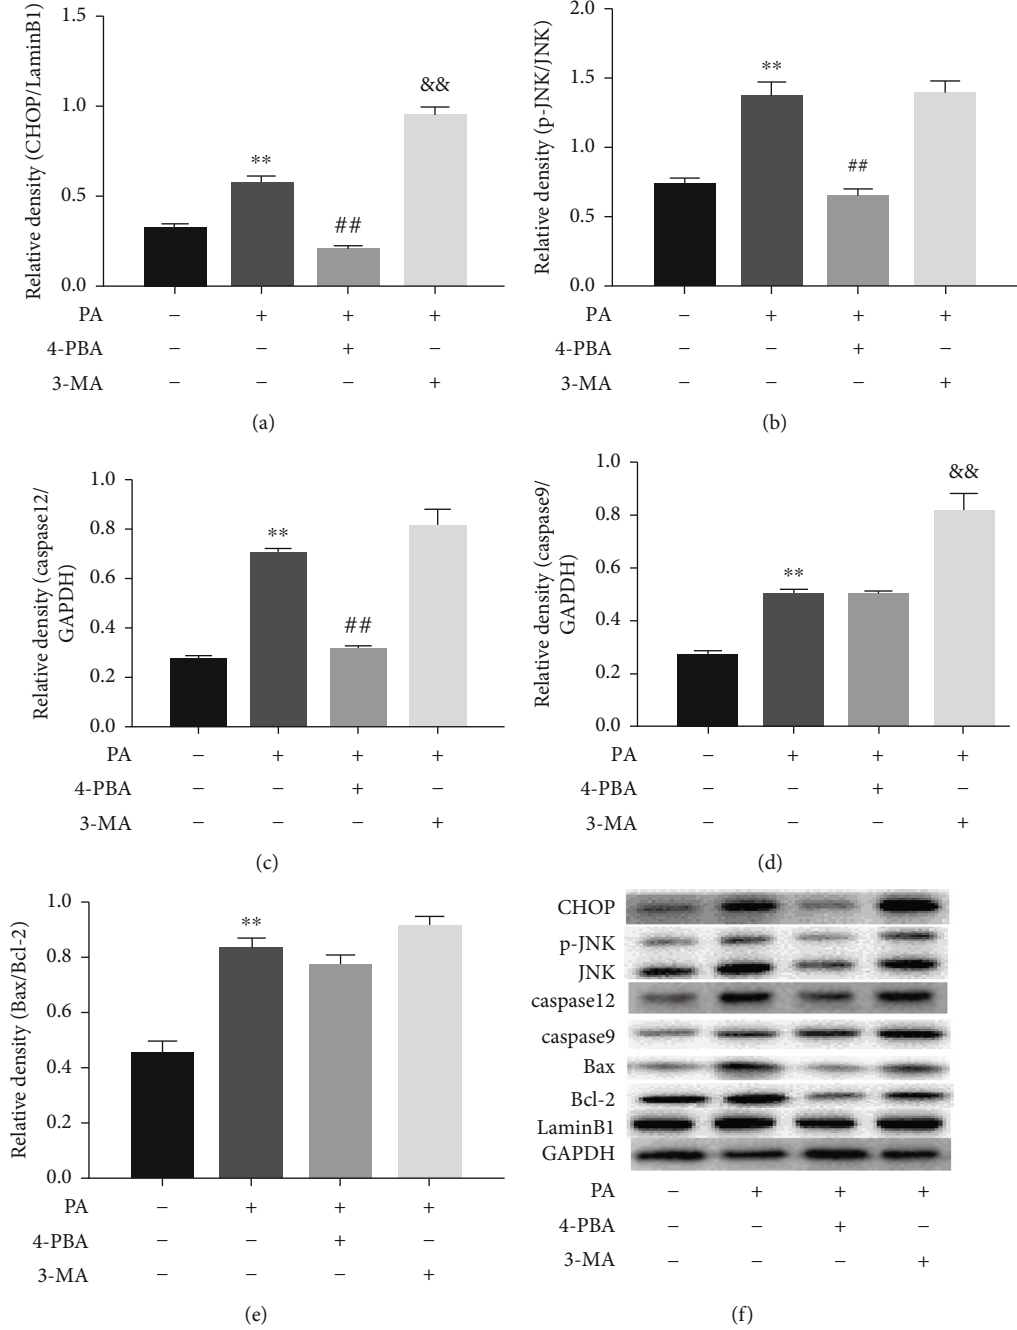 Relative density (CHOP/LaminB1)
1.5
1.0
0.5
0.0
**
##
&&
PA – + + +
4-PBA – – + –
3-MA – – – +
(a)
Relative density (p-JNK/JNK)
2.0
1.5
1.0
0.5
0.0
**
##
PA – + + +
4-PBA – – + –
3-MA – – – +
(b)
Relative density (caspase12/
GAPDH)
1.0
0.8
0.6
0.4
0.2
0.0
**
##
PA – + + +
4-PBA – – + –
3-MA – – – +
(c)
Relative density (caspase9/
GAPDH)
1.0
0.8
0.6
0.4
0.2
0.0
**
&&
PA – + + +
4-PBA – – + –
3-MA – – – +
(d)
Relative density (Bax/Bcl-2)
1.0
0.8
0.6
0.4
0.2
0.0
**
PA – + + +
4-PBA – – + –
3-MA – – – +
(e)
CHOP
p-JNK
JNK
caspase12
caspase9
Bax
Bcl-2
LaminB1
GAPDH
PA – + + +
4-PBA – – + –
3-MA – – – +
(f)